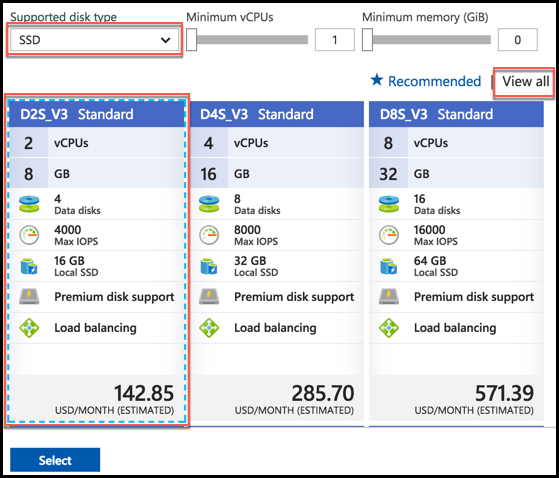 Supported disk type Minimum vCPUs Minimum memory (GiB)
SSD 1 0
Recommended | View all
D2S_V3 Standard D4S_V3 Standard D8S_V3 Standard
2 vCPUs 4 vCPUs 8 vCPUs
8 GB 16 GB 32 GB
4 8 16
Data disks Data disks Data disks
4000 8000 16000
Max IOPS Max IOPS Max IOPS
16 GB 32 GB 64 GB
Local SSD Local SSD Local SSD
Premium disk support Premium disk support Premium disk support
Load balancing Load balancing Load balancing
142.85 285.70 571.39
USD/MONTH (ESTIMATED) USD/MONTH (ESTIMATED) USD/MONTH (ESTIMATED)
Select